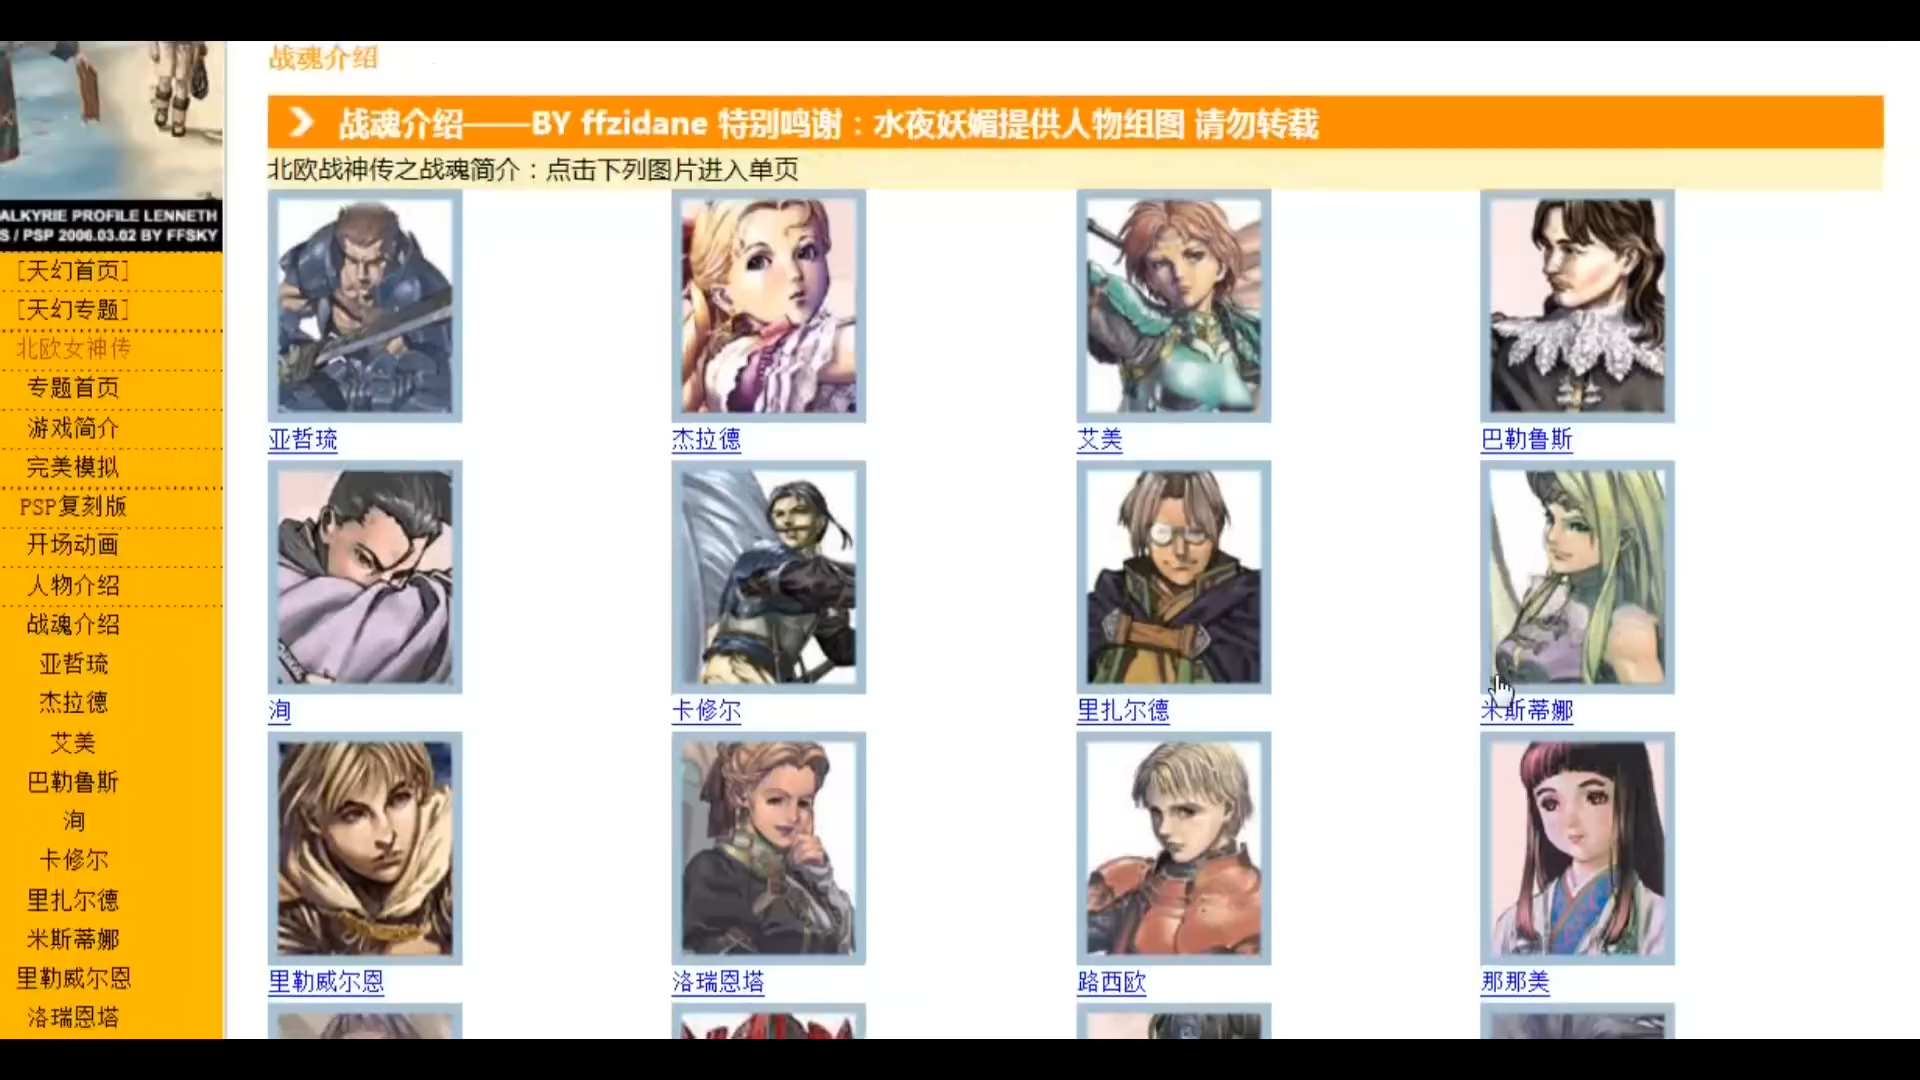 战魂介绍
战魂介绍——BY ffzidane 特别鸣谢：水夜妖媚提供人物组图 请勿转载
北欧战神传之战魂简介：点击下列图片进入单页
亚哲琉
杰拉德
艾美
巴勒鲁斯
洵
卡修尔
里扎尔德
米斯蒂娜
里勒威尔恩
洛瑞恩塔
路西欧
那那美
ALKYRIE PROFILE LENNETH
S / PSP 2006.03.02 BY FFSKY
[天幻首页]
[天幻专题]
北欧女神传
专题首页
游戏简介
完美模拟
PSP复刻版
开场动画
人物介绍
战魂介绍
亚哲琉
杰拉德
艾美
巴勒鲁斯
洵
卡修尔
里扎尔德
米斯蒂娜
里勒威尔恩
洛瑞恩塔